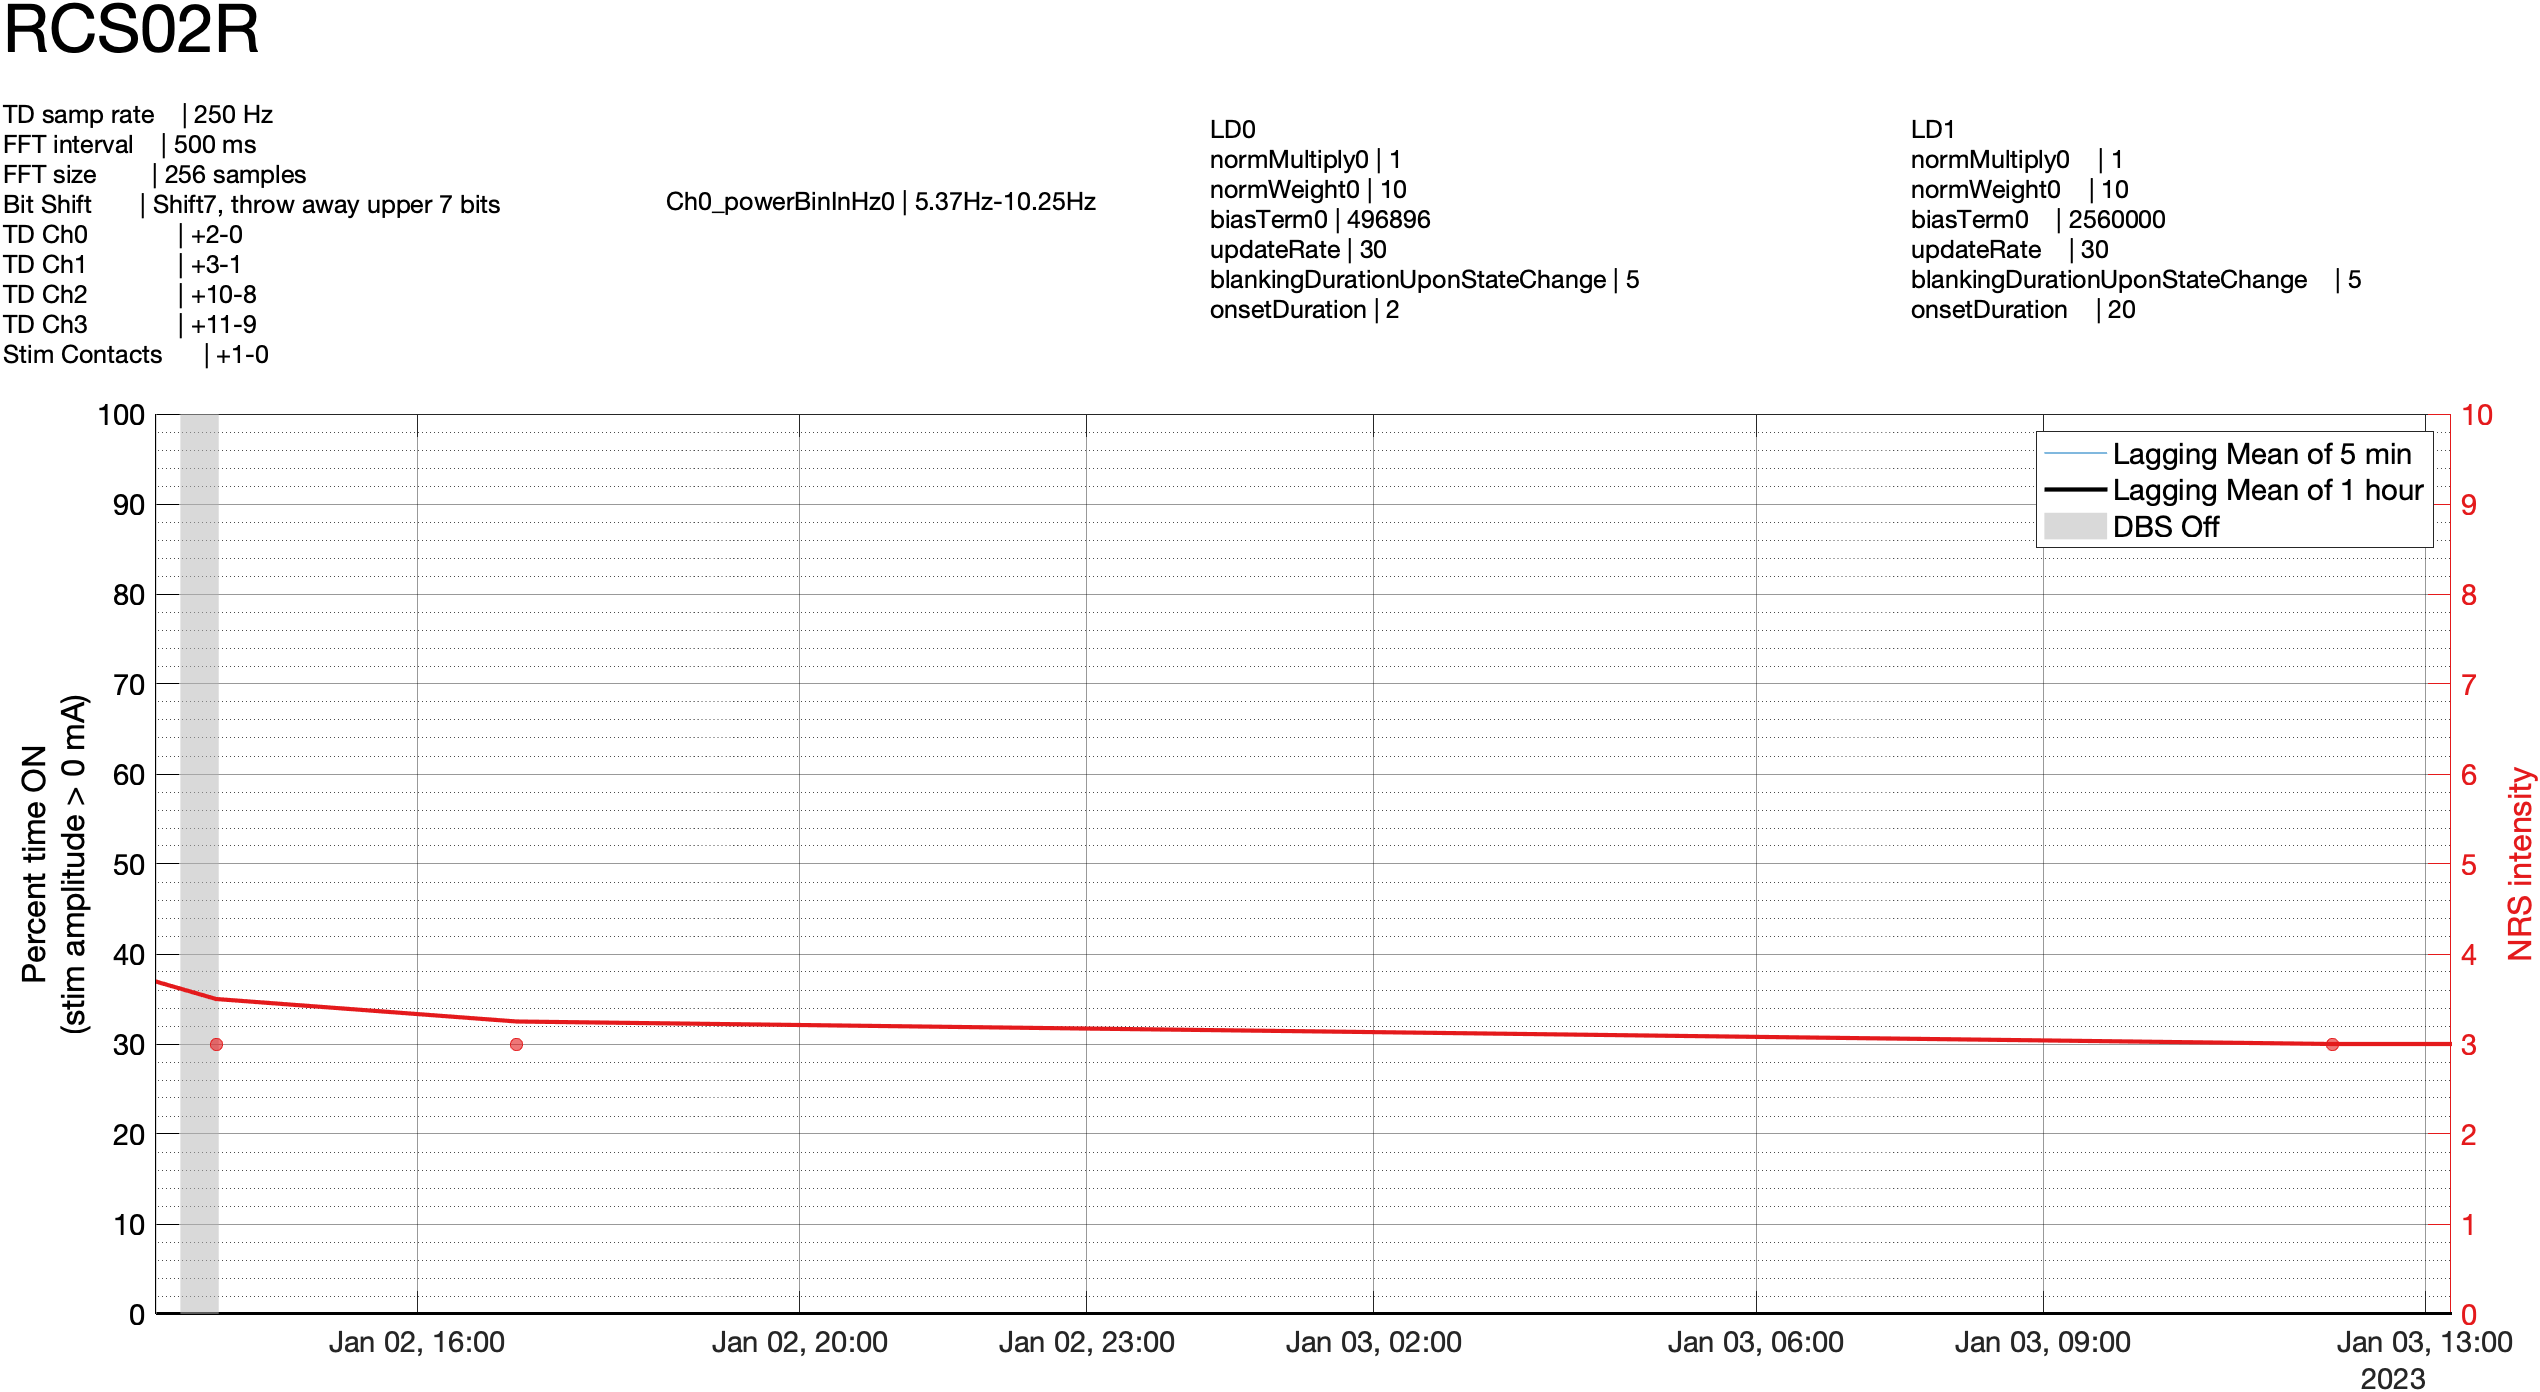 RCS02R
TD samp rate | 250 Hz
FFT interval | 500 ms
FFT size | 256 samples
Bit Shift | Shift7, throw away upper 7 bits
TD Ch0 | +2-0
TD Ch1 | +3-1
TD Ch2 | +10-8
TD Ch3 | +11-9
Stim Contacts | +1-0
Ch0_powerBinInHz0 | 5.37Hz-10.25Hz
LD0
normMultiply0 | 1
normWeight0 | 10
biasTerm0 | 496896
updateRate | 30
blankingDurationUponStateChange | 5
onsetDuration | 2
LD1
normMultiply0 | 1
normWeight0 | 10
biasTerm0 | 2560000
updateRate | 30
blankingDurationUponStateChange | 5
onsetDuration | 20
Percent time ON
(stim amplitude > 0 mA)
100
90
80
70
60
50
40
30
20
10
0
Lagging Mean of 5 min
Lagging Mean of 1 hour
DBS Off
10
9
8
7
6
5
4
3
2
1
0
NRS intensity
Jan 02, 16:00
Jan 02, 20:00
Jan 02, 23:00
Jan 03, 02:00
Jan 03, 06:00
Jan 03, 09:00
Jan 03, 13:00
2023